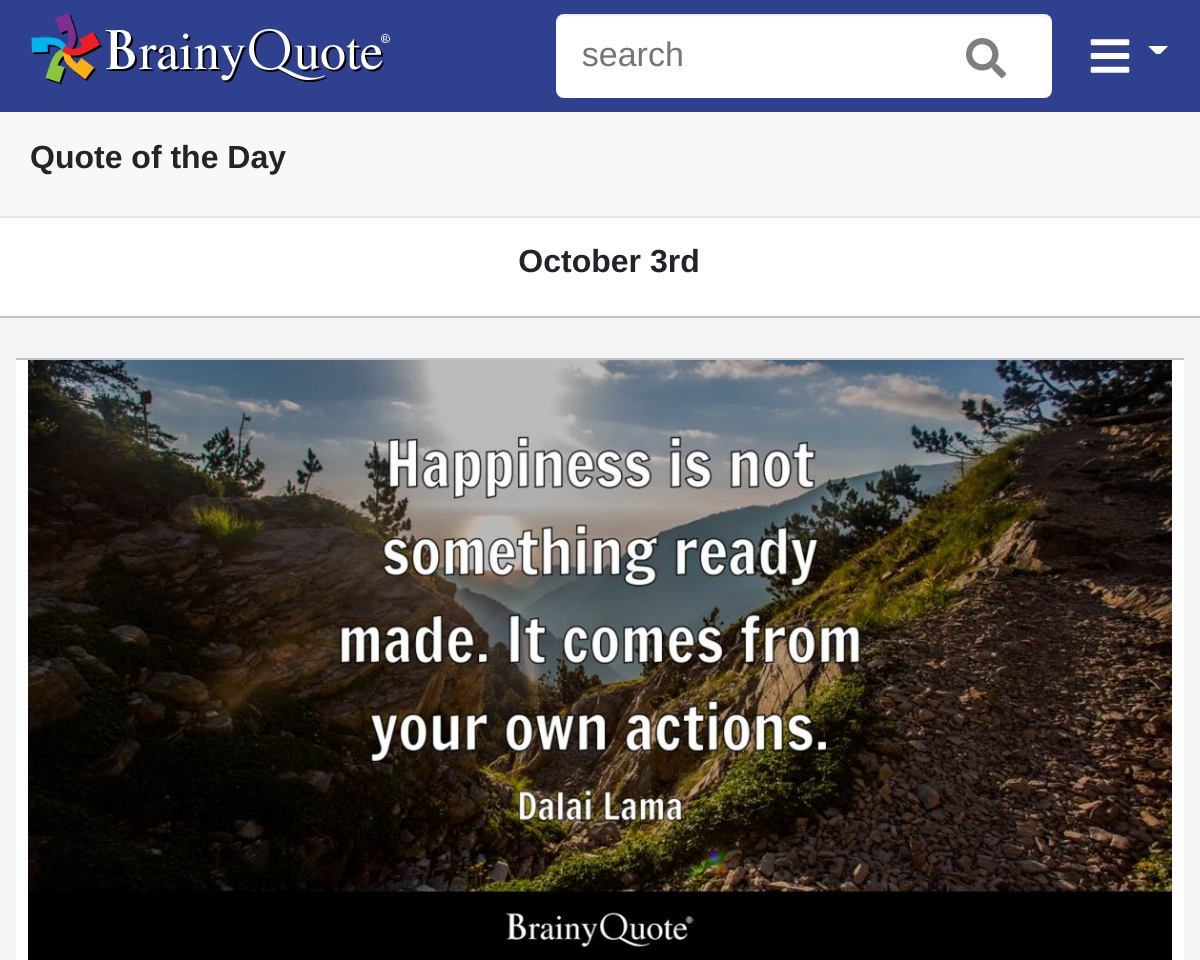 BrainyQuote®
search
Quote of the Day
October 3rd
Happiness is not
something ready
made. It comes from
your own actions.
Dalai Lama
BrainyQuote®